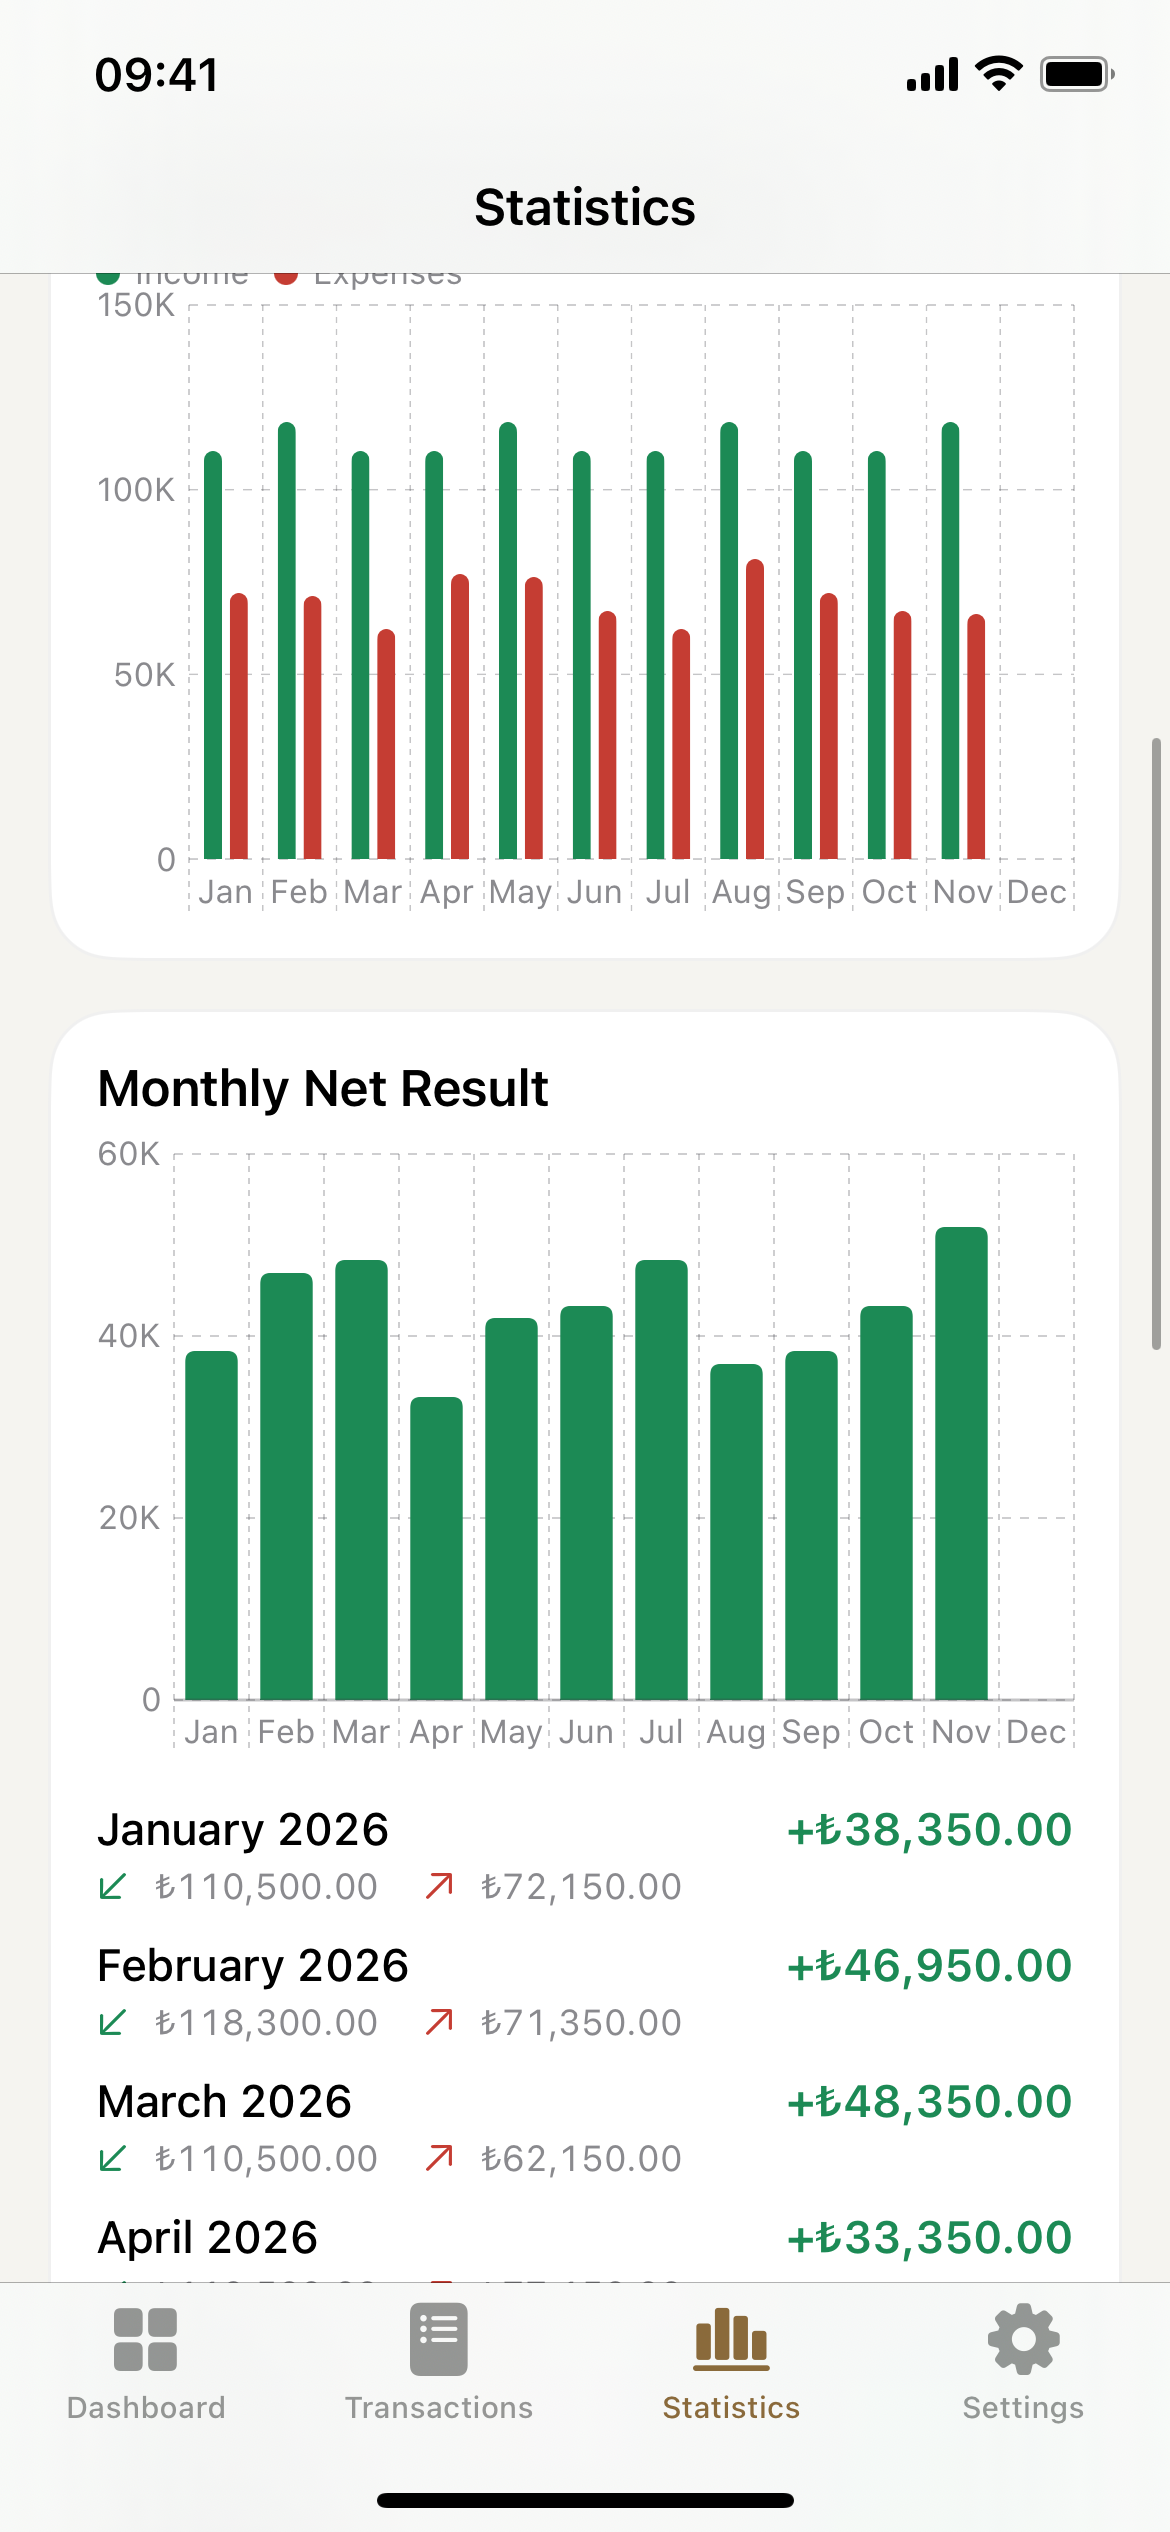 09:41
Statistics
Income Expenses
150K
100K
50K
0
Jan Feb Mar Apr May Jun Jul Aug Sep Oct Nov Dec
Monthly Net Result
60K
40K
20K
0
Jan Feb Mar Apr May Jun Jul Aug Sep Oct Nov Dec
January 2026 +₺38,350.00
₺110,500.00 ₺72,150.00
February 2026 +₺46,950.00
₺118,300.00 ₺71,350.00
March 2026 +₺48,350.00
₺110,500.00 ₺62,150.00
April 2026 +₺33,350.00
Dashboard Transactions Statistics Settings